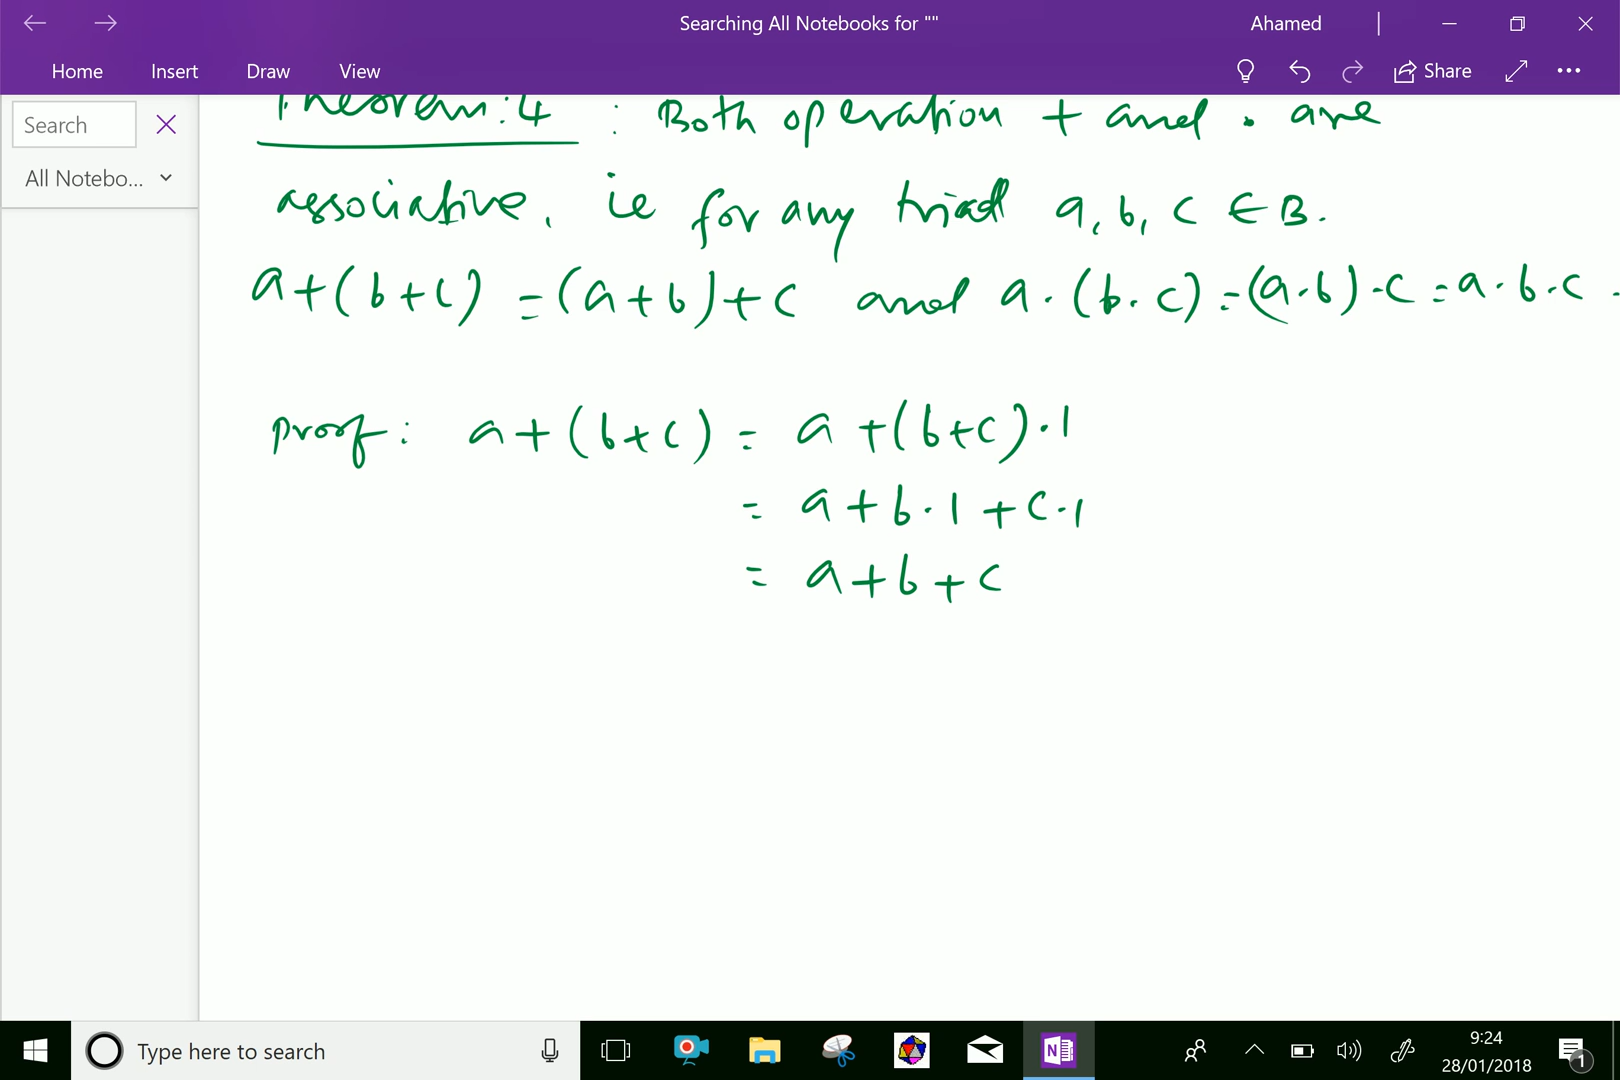 Searching All Notebooks for ""
Ahamed
Home Insert Draw View
Share
Search
All Notebo...
Theorem:4 : Both operation + and . are
associative, ie for any triad a, b, c ∈ B.
a+(b+c) =(a+b)+c and a.(b.c)=(a.b).c=a.b.c.
proof: a+(b+c) = a+(b+c).1
= a+b.1+c.1
= a+b+c
Type here to search
9:24
28/01/2018
1